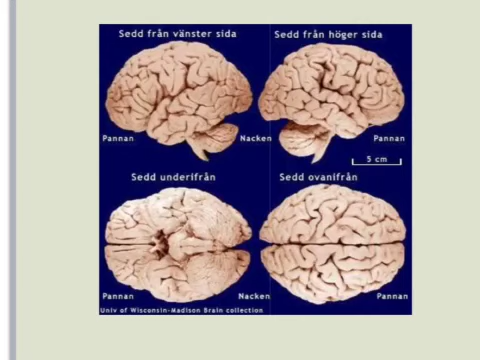 Sedd från vänster sida
Sedd från höger sida
Pannan
Nacken
Pannan
5 cm
Sedd underifrån
Sedd ovanifrån
Pannan
Nacken
Pannan
Univ of Wisconsin-Madison Brain collection